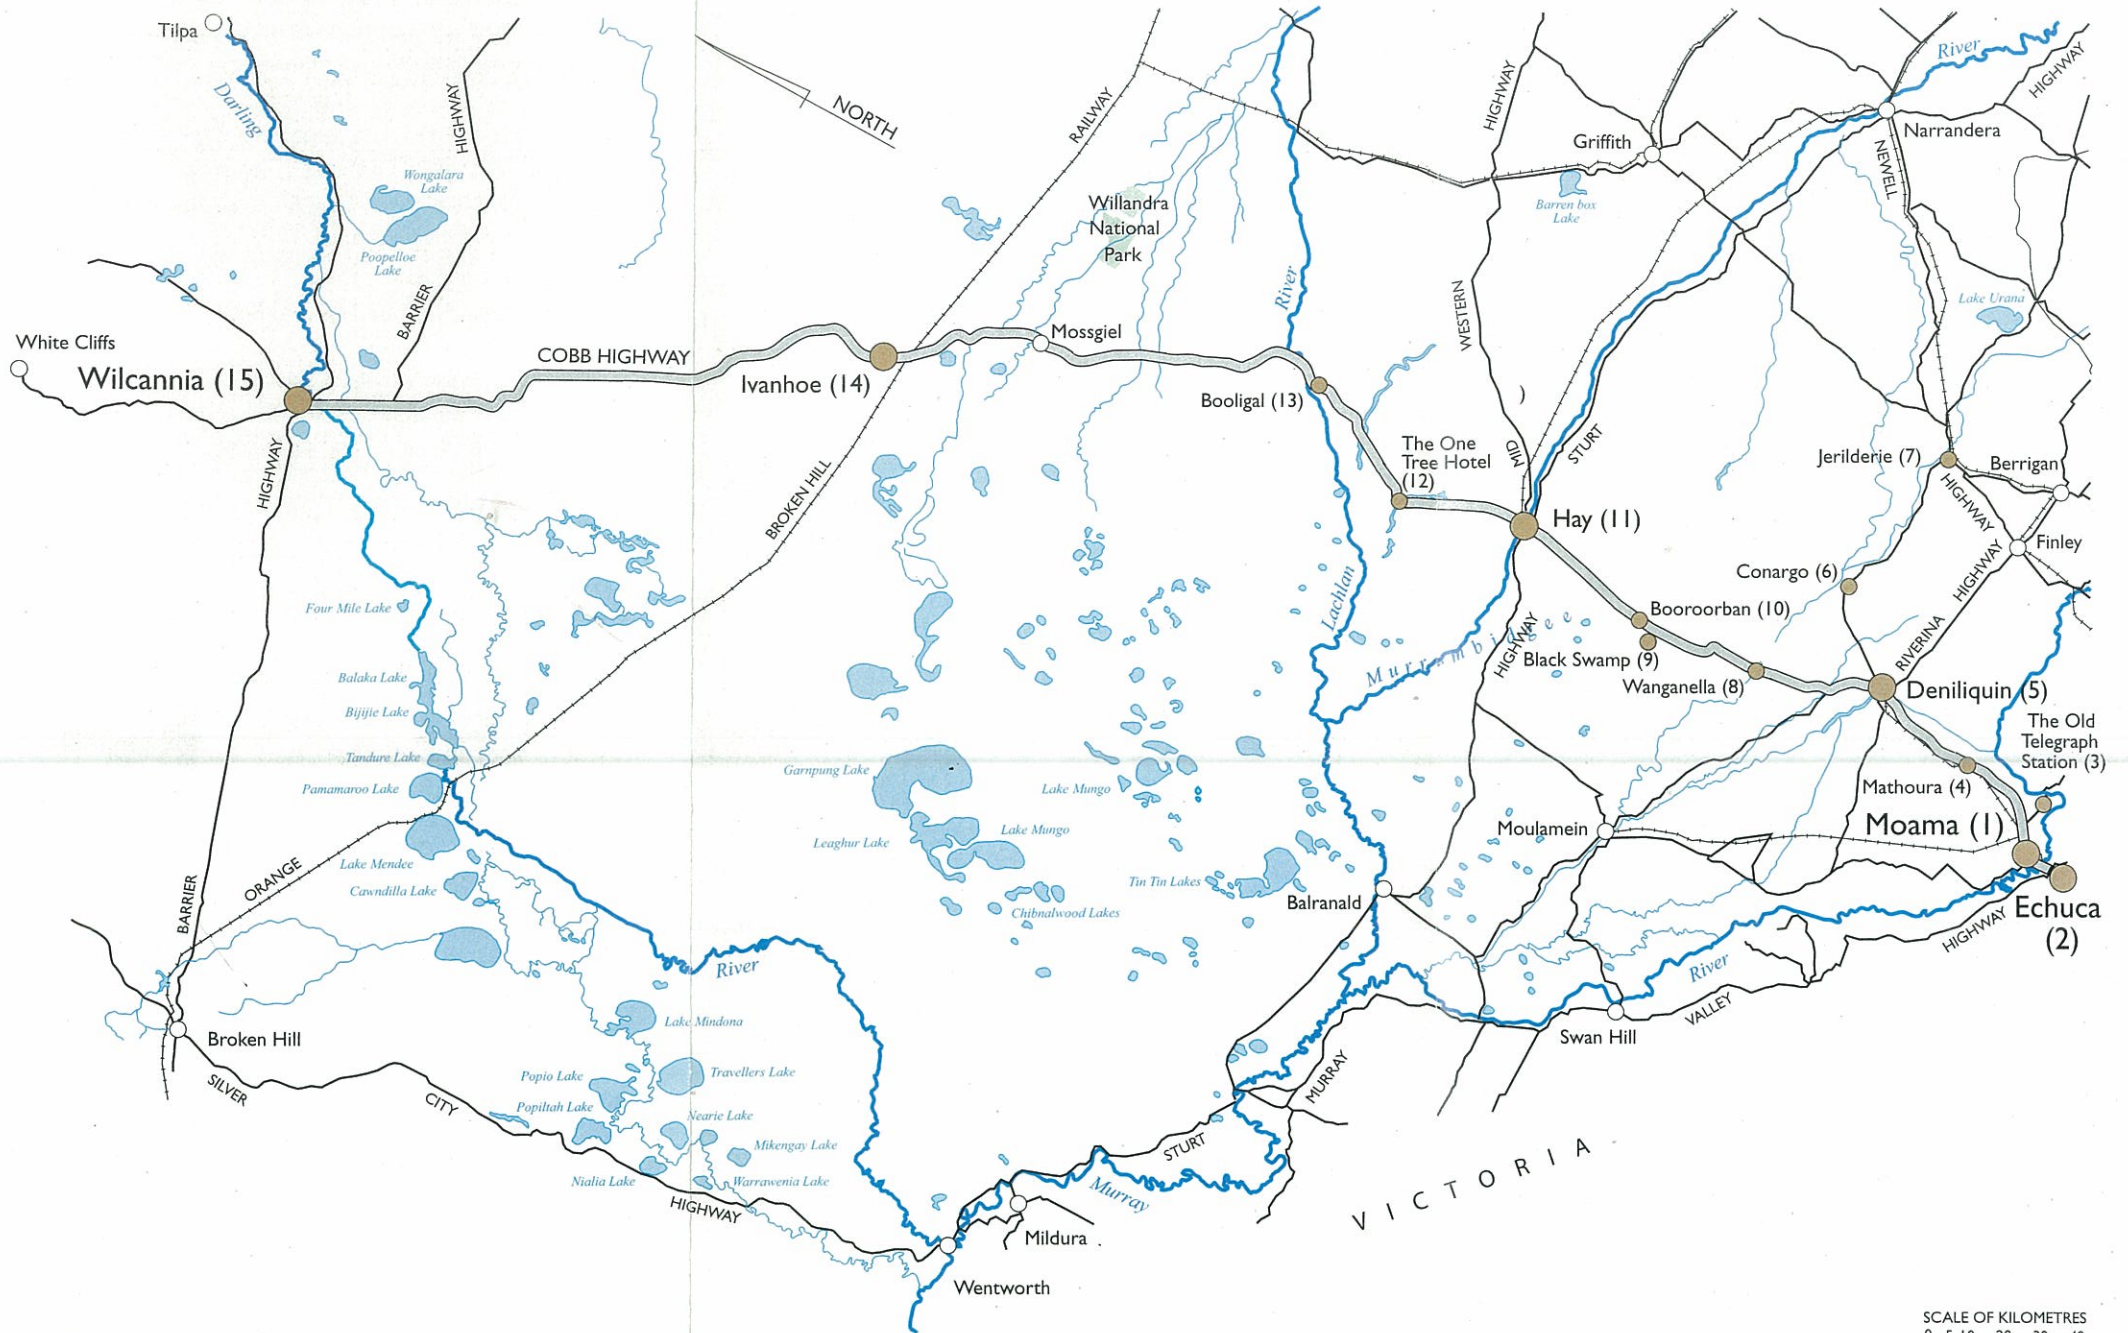 Tilpa
Darling
HIGHWAY
BARRIER
Wongalara
Lake
Poopelloe
Lake
NORTH
RAILWAY
Willandra
National
Park
River
HIGHWAY
WESTERN
MID
Griffith
Barren box
Lake
River
HIGHWAY
Narrandera
NEWELL
Lake Urana
White Cliffs
Wilcannia (15)
COBB HIGHWAY
Ivanhoe (14)
Mossgiel
Booligal (13)
The One
Tree Hotel
(12)
STURT
Hay (11)
Jerilderie (7)
Berrigan
HIGHWAY
Finley
Conargo (6)
HIGHWAY
RIVERINA
Booroorban (10)
Black Swamp (9)
Wanganella (8)
Deniliquin (5)
The Old
Telegraph
Station (3)
Mathoura (4)
Moama (1)
Echuca
(2)
HIGHWAY
BROKEN HILL
Lachlan
Murrumbidgee
HIGHWAY
Four Mile Lake
Balaka Lake
Bijijie Lake
Tandure Lake
Pamamaroo Lake
Lake Mendee
Cawndilla Lake
HIGHWAY
BARRIER
ORANGE
Garnpung Lake
Lake Mungo
Leaghur Lake
Lake Mungo
Chibnalwood Lakes
Tin Tin Lakes
Moulamein
Balranald
River
River
Swan Hill
VALLEY
MURRAY
Broken Hill
SILVER
CITY
HIGHWAY
Lake Mindona
Popio Lake
Travellers Lake
Popiltah Lake
Nearie Lake
Mikengay Lake
Nialia Lake
Warrawenia Lake
STURT
Murray
Mildura
Wentworth
VICTORIA
SCALE OF KILOMETRES